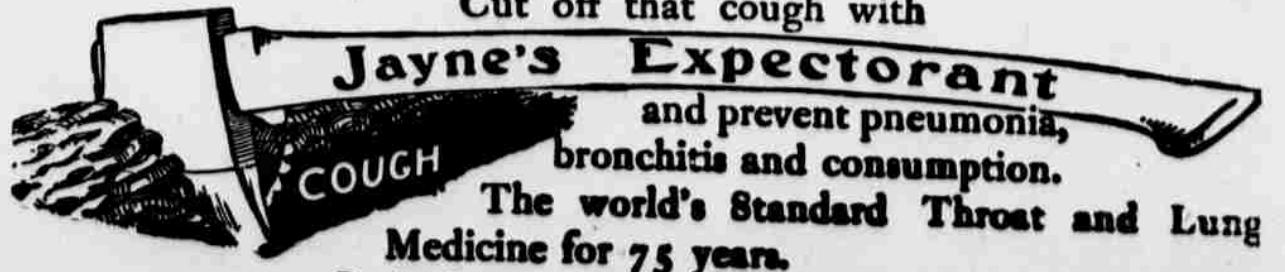 Cut off that cough with
Jayne's Expectorant
and prevent pneumonia,
bronchitis and consumption.
COUGH
The world's Standard Throat and Lung
Medicine for 75 years.